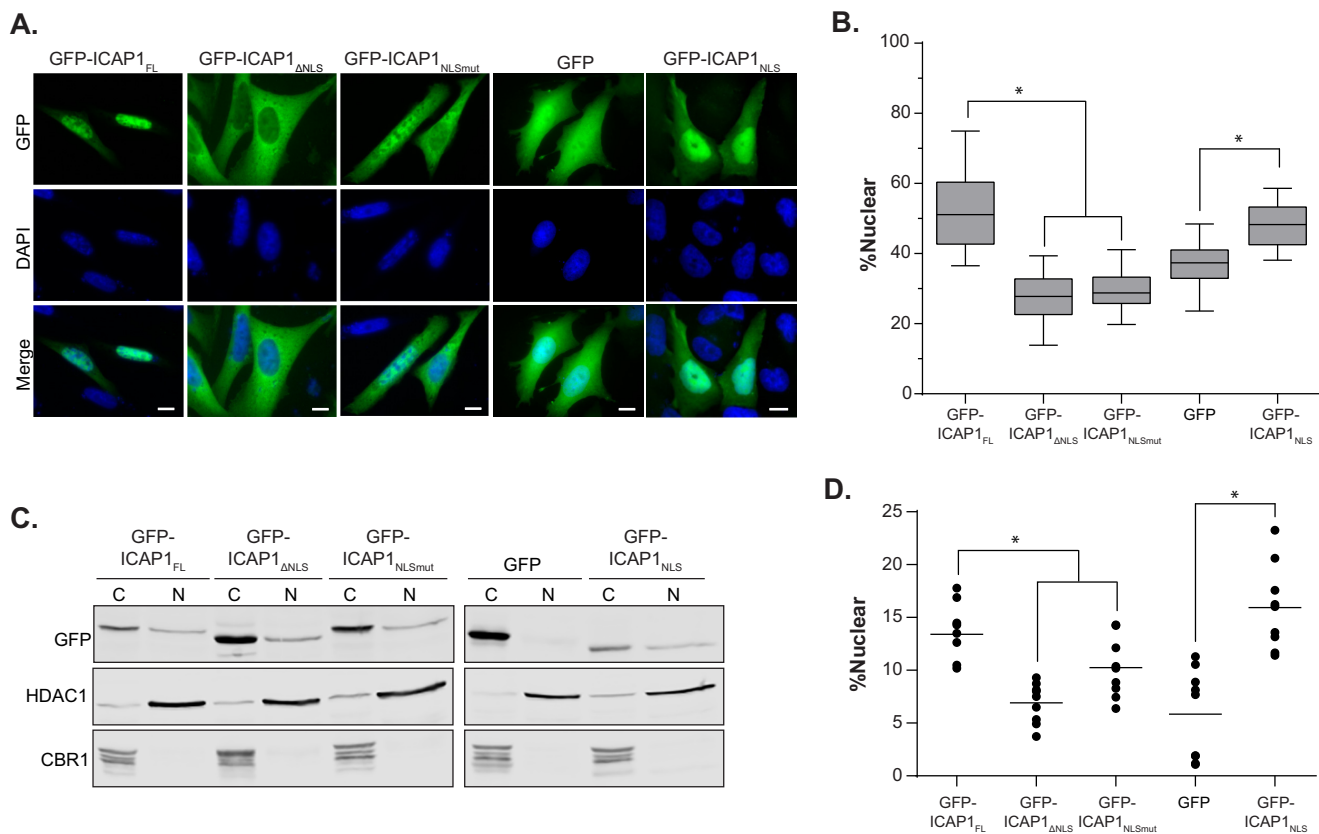 A.
GFP-ICAP1FL GFP-ICAP1ΔNLS GFP-ICAP1NLSmut GFP GFP-ICAP1NLS
GFP
DAPI
Merge
B.
%Nuclear
100
80
60
40
20
0
* *
GFP-ICAP1FL GFP-ICAP1ΔNLS GFP-ICAP1NLSmut GFP GFP-ICAP1NLS
C.
GFP-ICAP1FL GFP-ICAP1ΔNLS GFP-ICAP1NLSmut GFP GFP-ICAP1NLS
C N C N C N C N C N
GFP
HDAC1
CBR1
D.
%Nuclear
25
20
15
10
5
0
* *
GFP-ICAP1FL GFP-ICAP1ΔNLS GFP-ICAP1NLSmut GFP GFP-ICAP1NLS